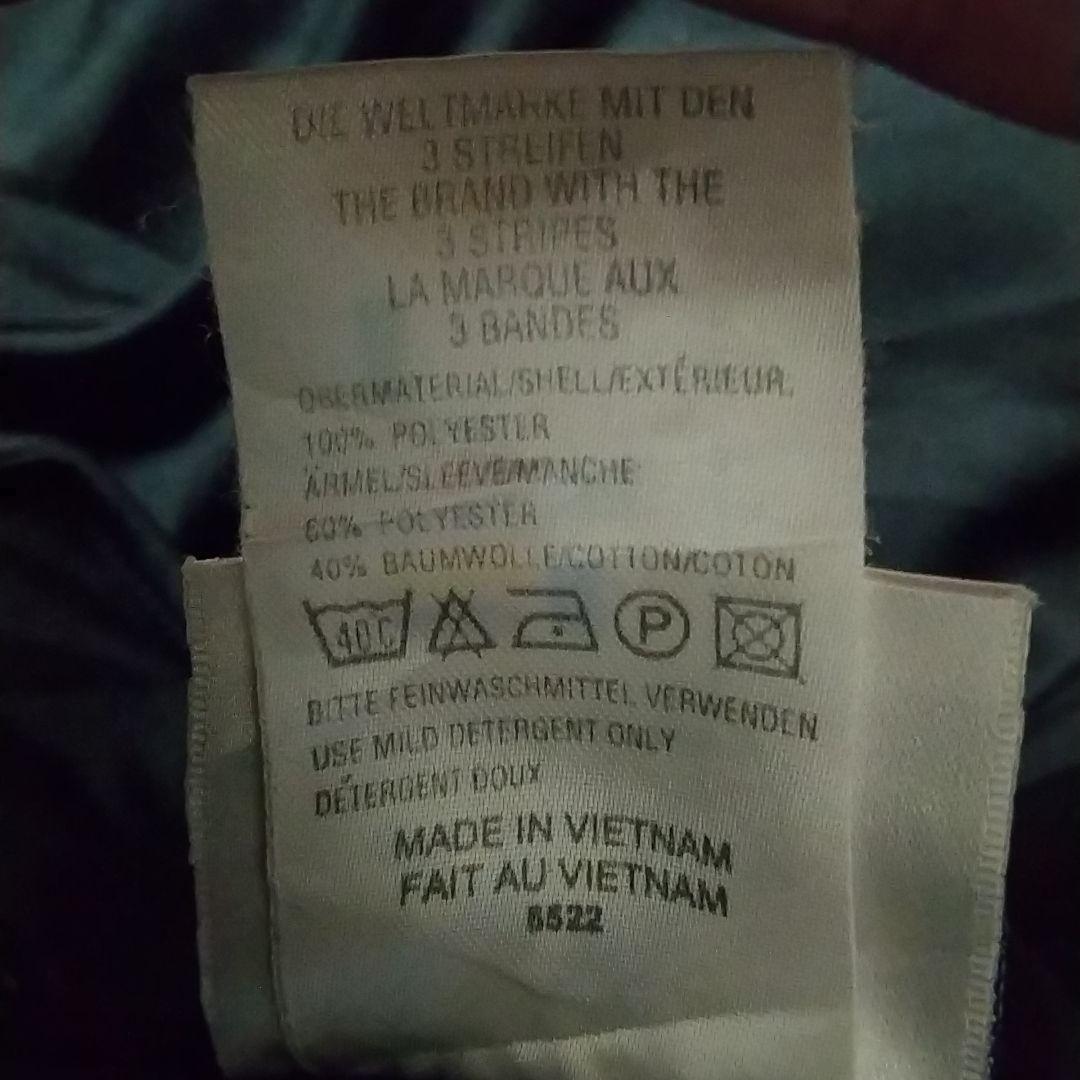 DIE WELTMARKE MIT DEN
3 STREIFEN
THE BRAND WITH THE
3 STRIPES
LA MARQUE AUX
3 BANDES
OBERMATERIAL/SHELL/EXTÉRIEUR
100% POLYESTER
ÄRMEL/SLEEVE/MANCHE
60% POLYESTER
40% BAUMWOLLE/COTTON/COTON
40C P
BITTE FEINWASCHMITTEL VERWENDEN
USE MILD DETERGENT ONLY
DÉTERGENT DOUX
MADE IN VIETNAM
FAIT AU VIETNAM